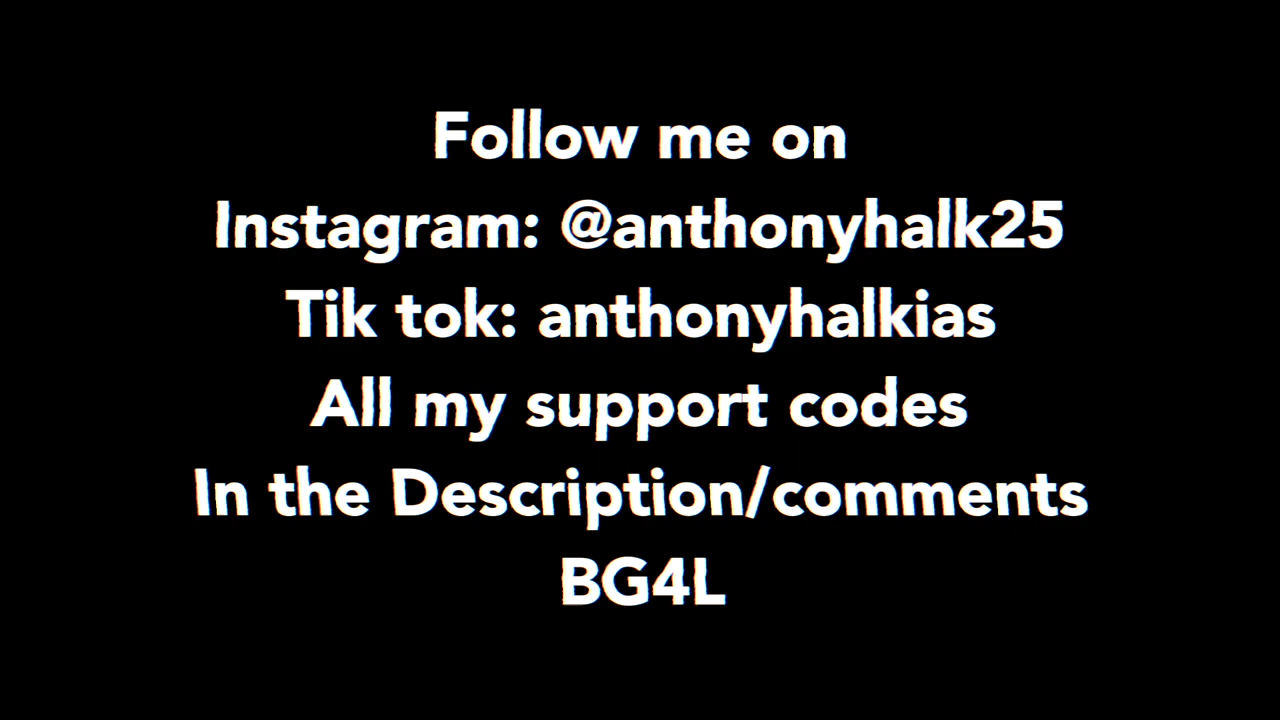 Follow me on
Instagram: @anthonyhalk25
Tik tok: anthonyhalkias
All my support codes
In the Description/comments
BG4L